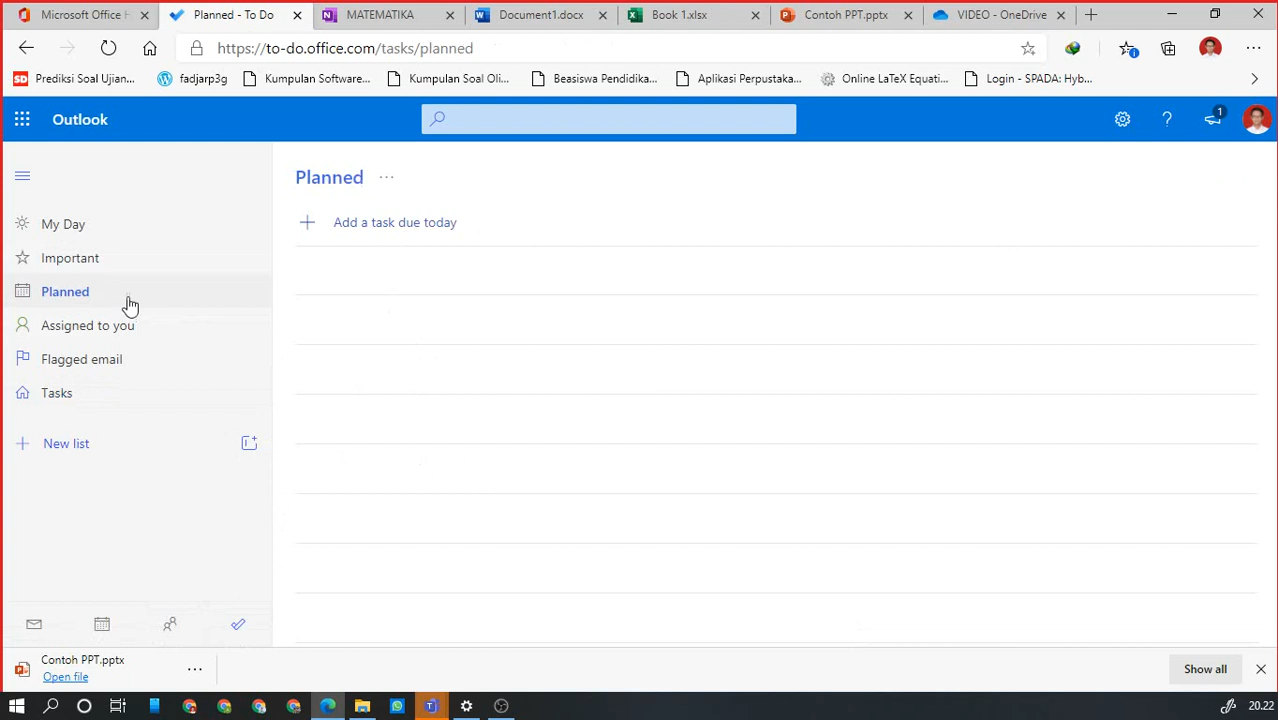 Microsoft Office H
Planned - To Do
MATEMATIKA
Document1.docx
Book 1.xlsx
Contoh PPT.pptx
VIDEO - OneDrive
https://to-do.office.com/tasks/planned
SD Prediksi Soal Ujian...
fadjarp3g
Kumpulan Software...
Kumpulan Soal Oli...
Beasiswa Pendidika...
Aplikasi Perpustaka...
Online LaTeX Equati...
Login - SPADA: Hyb...
Outlook
1
Planned
Add a task due today
My Day
Important
Planned
Assigned to you
Flagged email
Tasks
New list
Contoh PPT.pptx
Open file
Show all
20.22